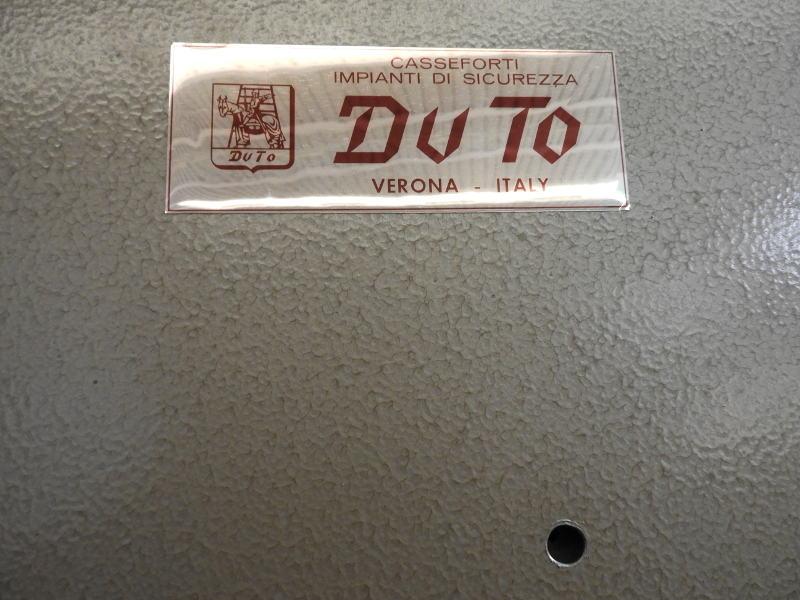 CASSEFORTI
IMPIANTI DI SICUREZZA
DuTo
DuTo
VERONA - ITALY